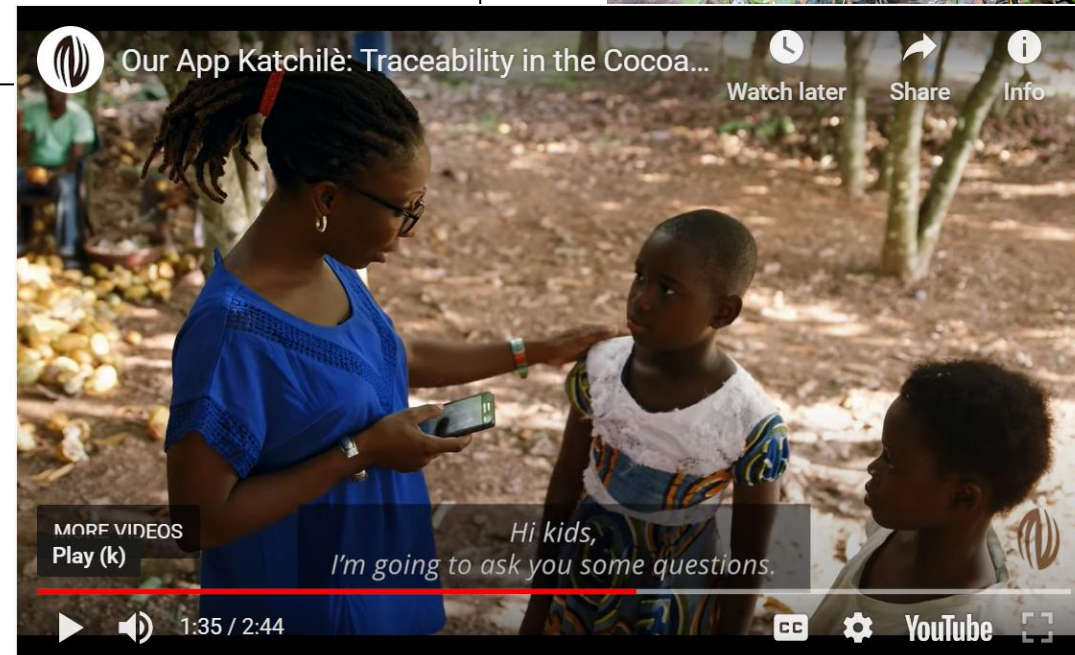 Our App Katchilè: Traceability in the Cocoa...
Watch later
Share
Info
MORE VIDEOS
Play (k)
Hi kids,
I'm going to ask you some questions.
1:35 / 2:44
CC
YouTube